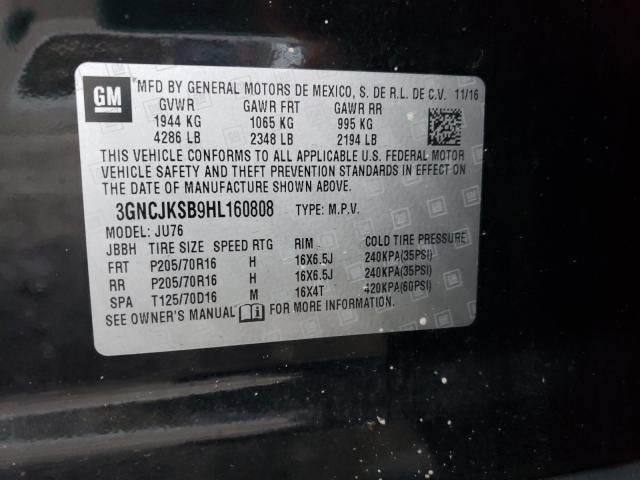 GM
MFD BY GENERAL MOTORS DE MEXICO, S. DE R.L. DE C.V. 11/16
GVWR GAWR FRT GAWR RR
1944 KG 1065 KG 995 KG
4286 LB 2348 LB 2194 LB
THIS VEHICLE CONFORMS TO ALL APPLICABLE U.S. FEDERAL MOTOR
VEHICLE SAFETY AND THEFT PREVENTION STANDARDS IN EFFECT ON
THE DATE OF MANUFACTURE SHOWN ABOVE.
3GNCJKSB9HL160808 TYPE: M.P.V.
MODEL: JU76
JBBH TIRE SIZE SPEED RTG RIM COLD TIRE PRESSURE
FRT P205/70R16 H 16X6.5J 240KPA(35PSI)
RR P205/70R16 H 16X6.5J 240KPA(35PSI)
SPA T125/70D16 M 16X4T 420KPA(60PSI)
SEE OWNER'S MANUAL i FOR MORE INFORMATION.